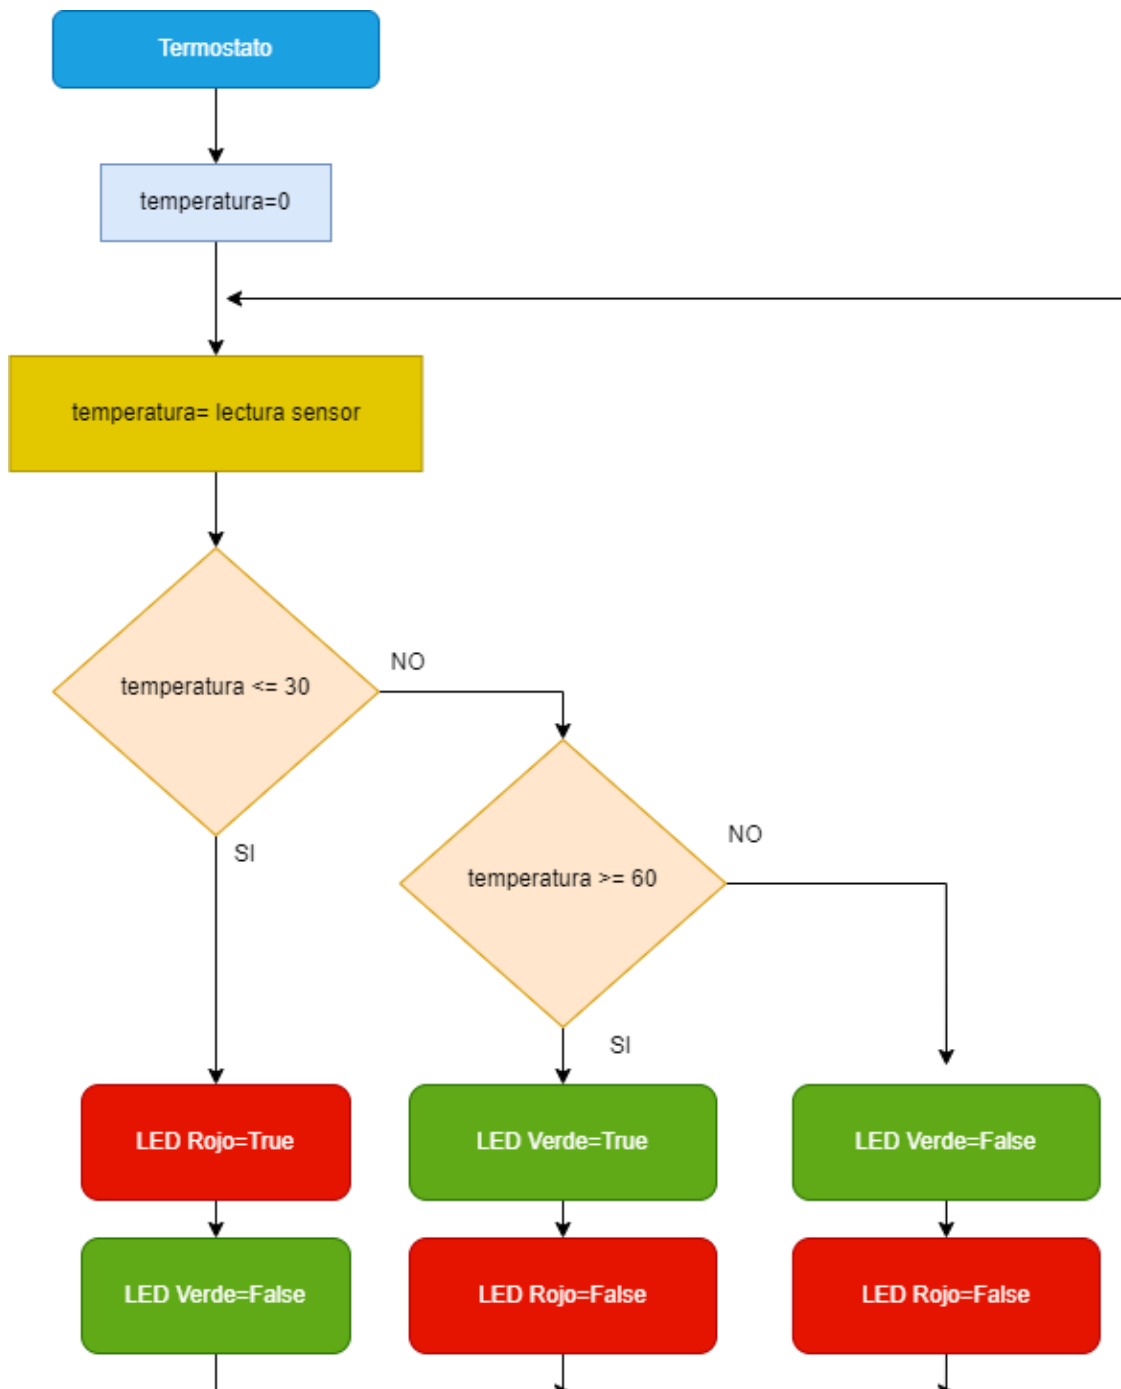 Termostato
temperatura=0
temperatura= lectura sensor
temperatura <= 30
NO
SI
temperatura >= 60
NO
SI
LED Rojo=True
LED Verde=True
LED Verde=False
LED Verde=False
LED Rojo=False
LED Rojo=False